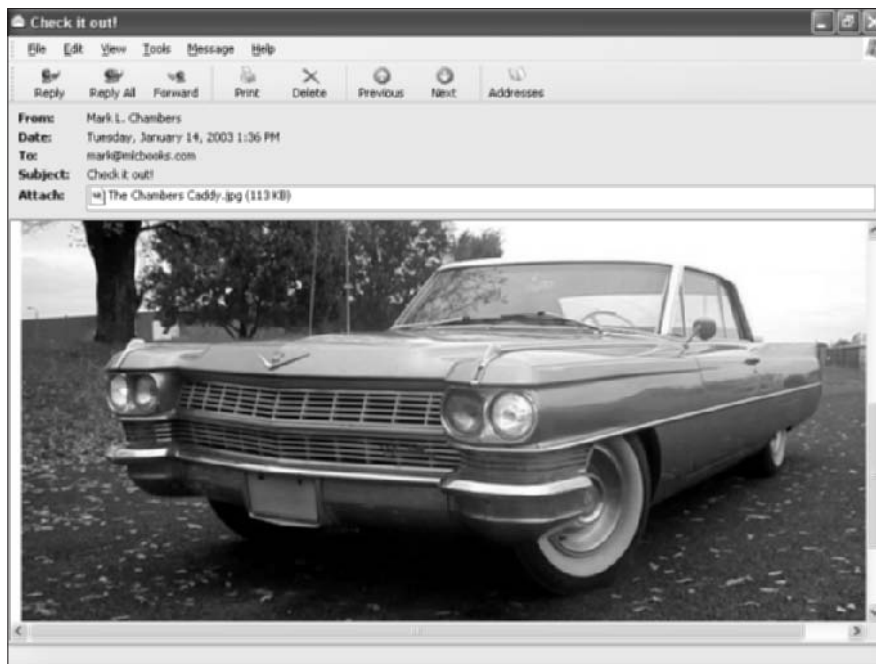 Check it out!
File Edit View Tools Message Help
Reply Reply All Forward Print Delete Previous Next Addresses
From: Mark L. Chambers
Date: Tuesday, January 14, 2003 1:36 PM
To: mark@mlcbooks.com
Subject: Check it out!
Attach: The Chambers Caddy.jpg (113 KB)